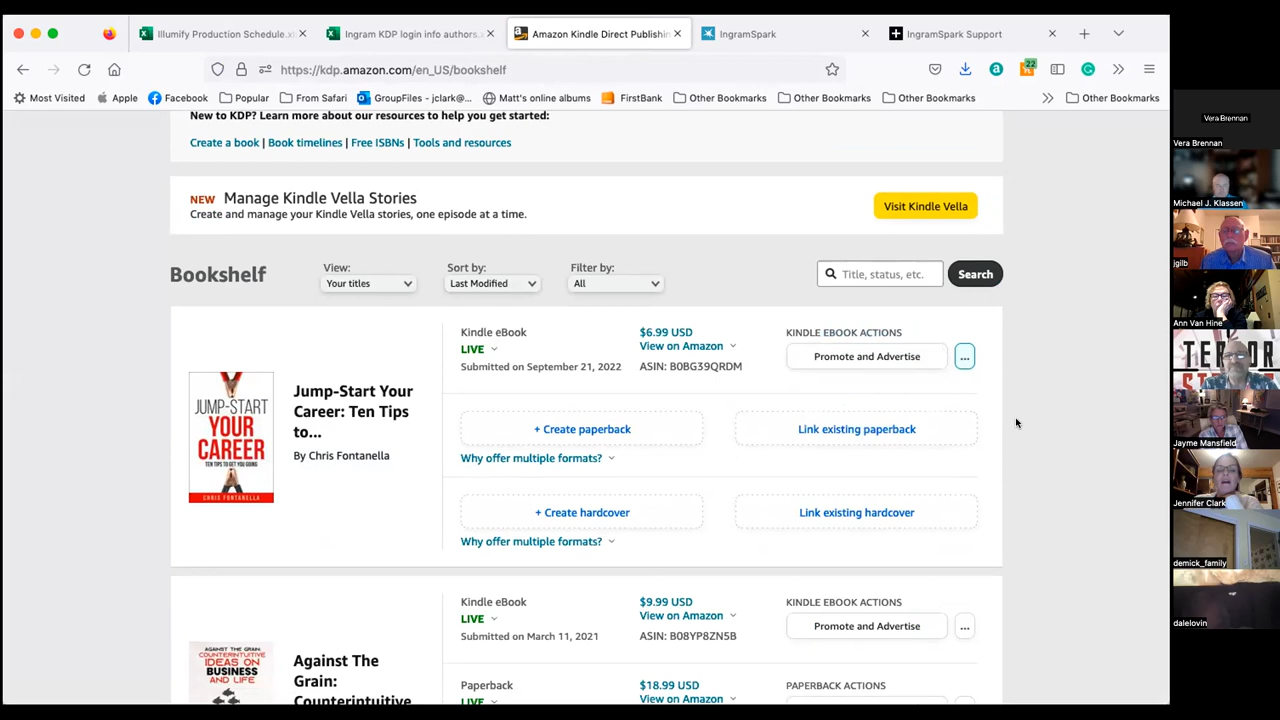 Illumify Production Schedule.x
Ingram KDP login info authors.
Amazon Kindle Direct Publishin
IngramSpark
IngramSpark Support
https://kdp.amazon.com/en_US/bookshelf
22
Most Visited
Apple
Facebook
Popular
From Safari
GroupFiles - jclark@...
Matt's online albums
FirstBank
Other Bookmarks
Other Bookmarks
Other Bookmarks
Other Bookmarks
New to KDP? Learn more about our resources to help you get started:
Create a book | Book timelines | Free ISBNs | Tools and resources
NEW Manage Kindle Vella Stories
Create and manage your Kindle Vella stories, one episode at a time.
Visit Kindle Vella
Bookshelf
View:
Your titles
Sort by:
Last Modified
Filter by:
All
Title, status, etc.
Search
JUMP-START
YOUR
CAREER
TEN TIPS TO GET YOU GOING
CHRIS FONTANELLA
Jump-Start Your
Career: Ten Tips
to...
By Chris Fontanella
Kindle eBook
LIVE
Submitted on September 21, 2022
$6.99 USD
View on Amazon
ASIN: B0BG39QRDM
KINDLE EBOOK ACTIONS
Promote and Advertise
...
+ Create paperback
Link existing paperback
Why offer multiple formats?
+ Create hardcover
Link existing hardcover
Why offer multiple formats?
AGAINST THE GRAIN:
COUNTERINTUITIVE
IDEAS ON
BUSINESS
AND LIFE
Against The
Grain:
Counterintuitive
Kindle eBook
LIVE
Submitted on March 11, 2021
$9.99 USD
View on Amazon
ASIN: B08YP8ZN5B
KINDLE EBOOK ACTIONS
Promote and Advertise
...
Paperback
LIVE
$18.99 USD
View on Amazon
PAPERBACK ACTIONS
Vera Brennan
Vera Brennan
Michael J. Klassen
Ann Van Hine
Jayme Mansfield
Jennifer Clark
demick_family
dalelovin